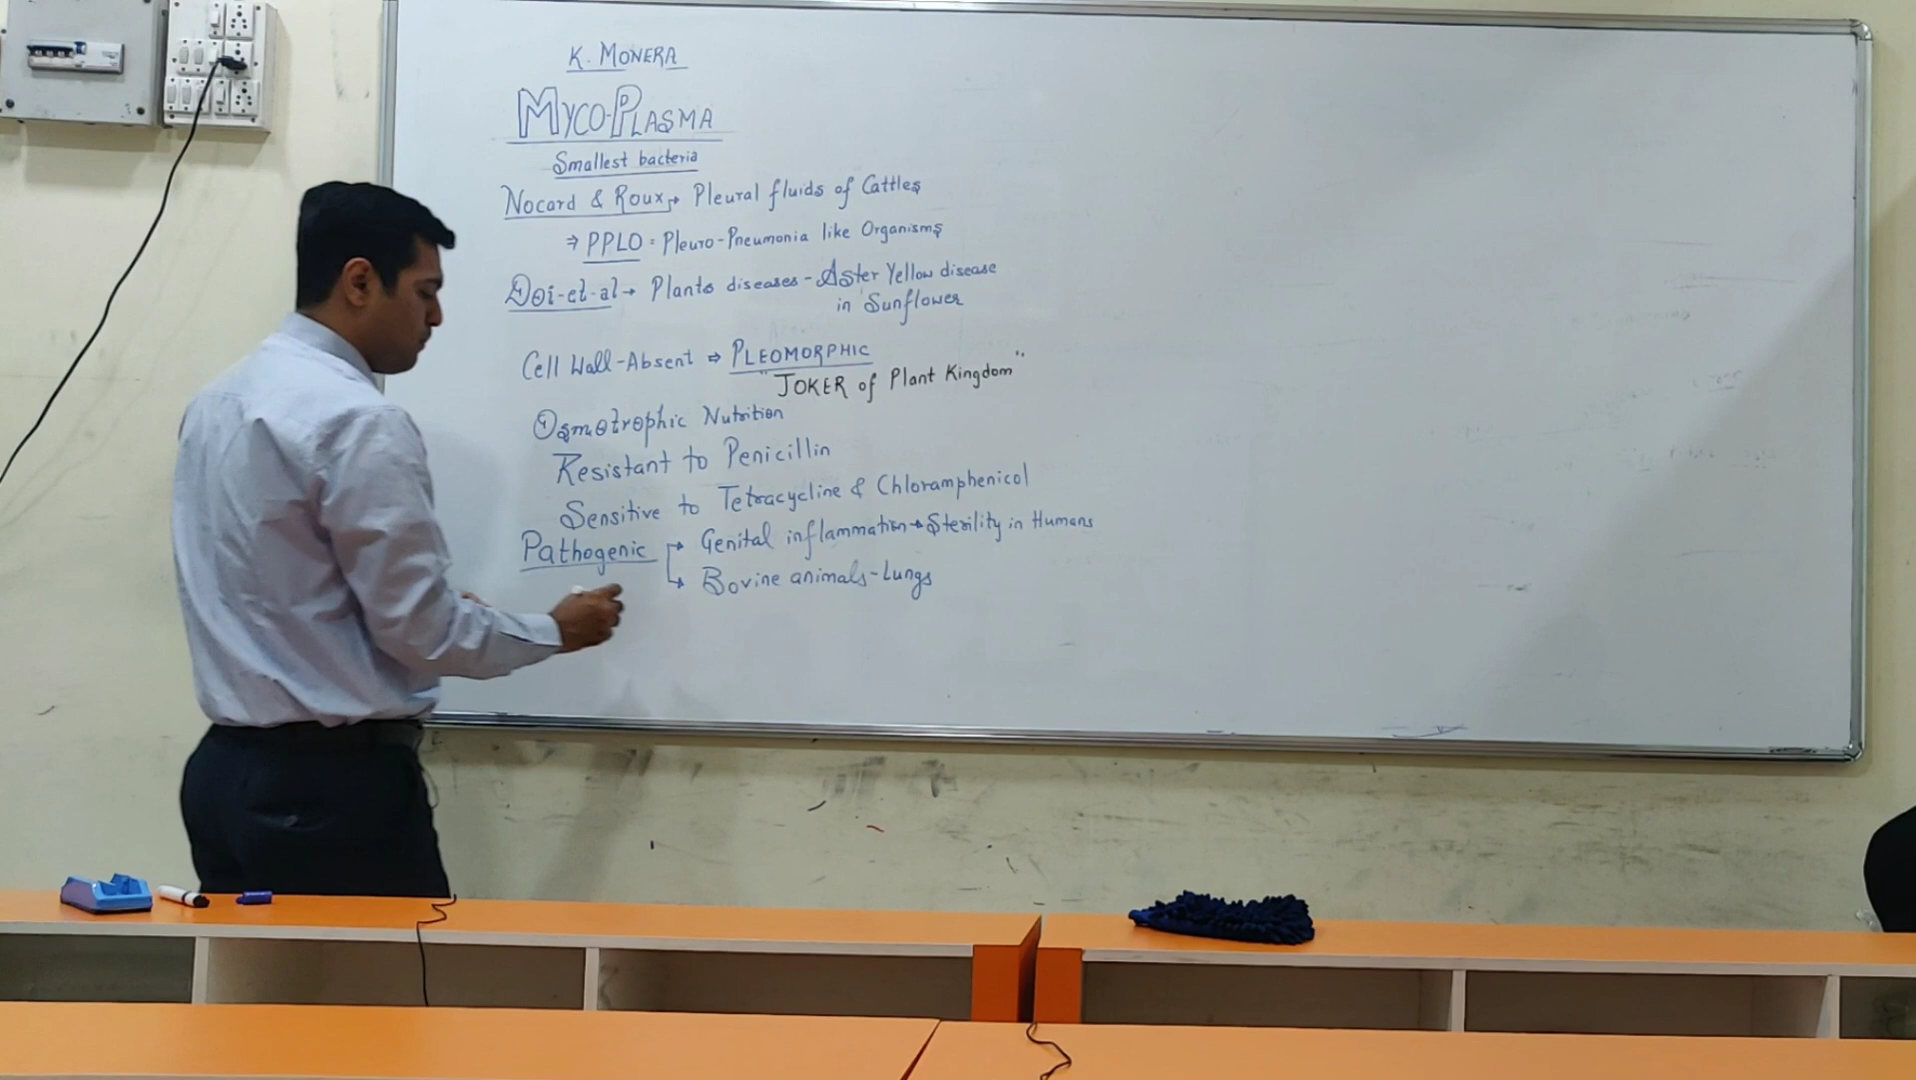 K. MONERA
MYCO-PLASMA
Smallest bacteria
Nocard & Roux → Pleural fluids of Cattles
⇒ PPLO = Pleuro-Pneumonia like Organisms
Doi-et-al → Plants diseases - Aster Yellow disease
in Sunflower
Cell Wall-Absent ⇒ PLEOMORPHIC
"JOKER of Plant Kingdom"
Osmotrophic Nutrition
Resistant to Penicillin
Sensitive to Tetracycline & Chloramphenicol
Pathogenic → Genital inflammation → Sterility in Humans
→ Bovine animals - Lungs